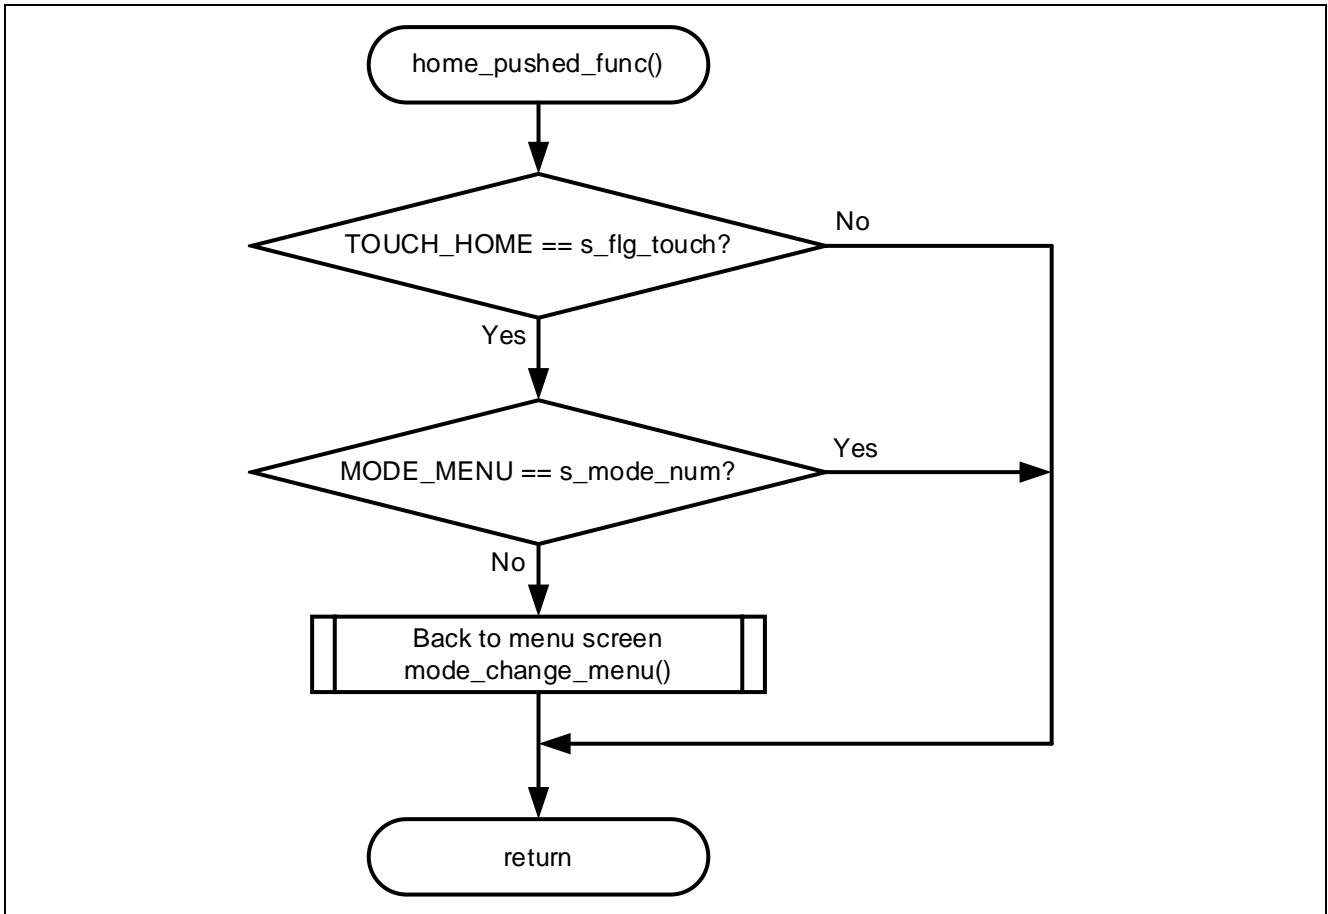 home_pushed_func()
No
TOUCH_HOME == s_flg_touch?
Yes
Yes
MODE_MENU == s_mode_num?
No
Back to menu screen
mode_change_menu()
return